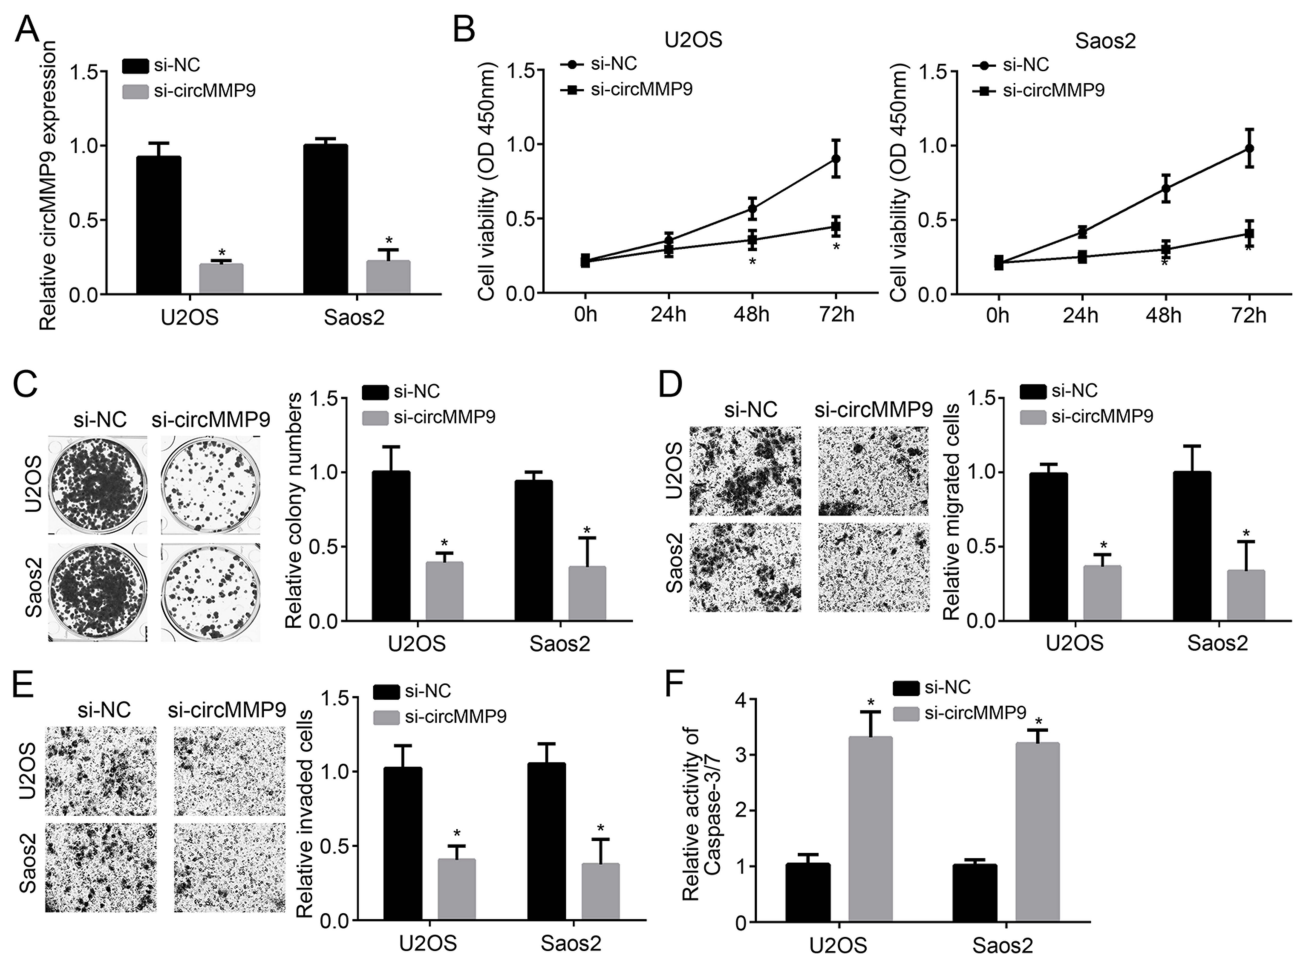 A
Relative circMMP9 expression
si-NC
si-circMMP9
1.5
1.0
0.5
0.0
*
*
U2OS
Saos2
B
U2OS
Cell viability (OD 450nm)
si-NC
si-circMMP9
1.5
1.0
0.5
0.0
*
*
0h
24h
48h
72h
Saos2
Cell viability (OD 450nm)
si-NC
si-circMMP9
1.5
1.0
0.5
0.0
*
*
0h
24h
48h
72h
C
si-NC
si-circMMP9
U2OS
Saos2
Relative colony numbers
si-NC
si-circMMP9
1.5
1.0
0.5
0.0
*
*
U2OS
Saos2
D
si-NC
si-circMMP9
U2OS
Saos2
Relative migrated cells
si-NC
si-circMMP9
1.5
1.0
0.5
0.0
*
*
U2OS
Saos2
E
si-NC
si-circMMP9
U2OS
Saos2
Relative invaded cells
si-NC
si-circMMP9
1.5
1.0
0.5
0.0
*
*
U2OS
Saos2
F
Relative activity of
Caspase-3/7
si-NC
si-circMMP9
4
3
2
1
0
*
*
U2OS
Saos2